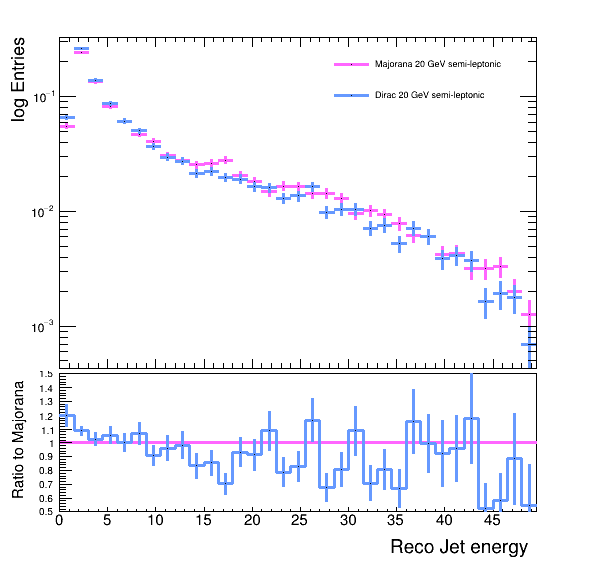 log Entries
Majorana 20 GeV semi-leptonic
Dirac 20 GeV semi-leptonic
10⁻¹
10⁻²
10⁻³
Ratio to Majorana
1.5
1.4
1.3
1.2
1.1
1
0.9
0.8
0.7
0.6
0.5
0 5 10 15 20 25 30 35 40 45
Reco Jet energy